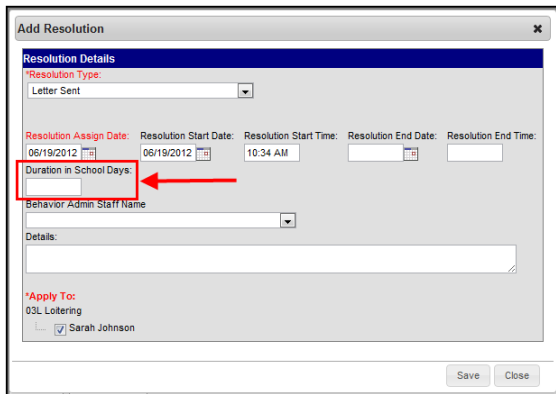 Add Resolution
Resolution Details
*Resolution Type:
Letter Sent
Resolution Assign Date: Resolution Start Date: Resolution Start Time: Resolution End Date: Resolution End Time:
06/19/2012 06/19/2012 10:34 AM
Duration in School Days:
Behavior Admin Staff Name
Details:
*Apply To:
03L Loitering
Sarah Johnson
Save Close